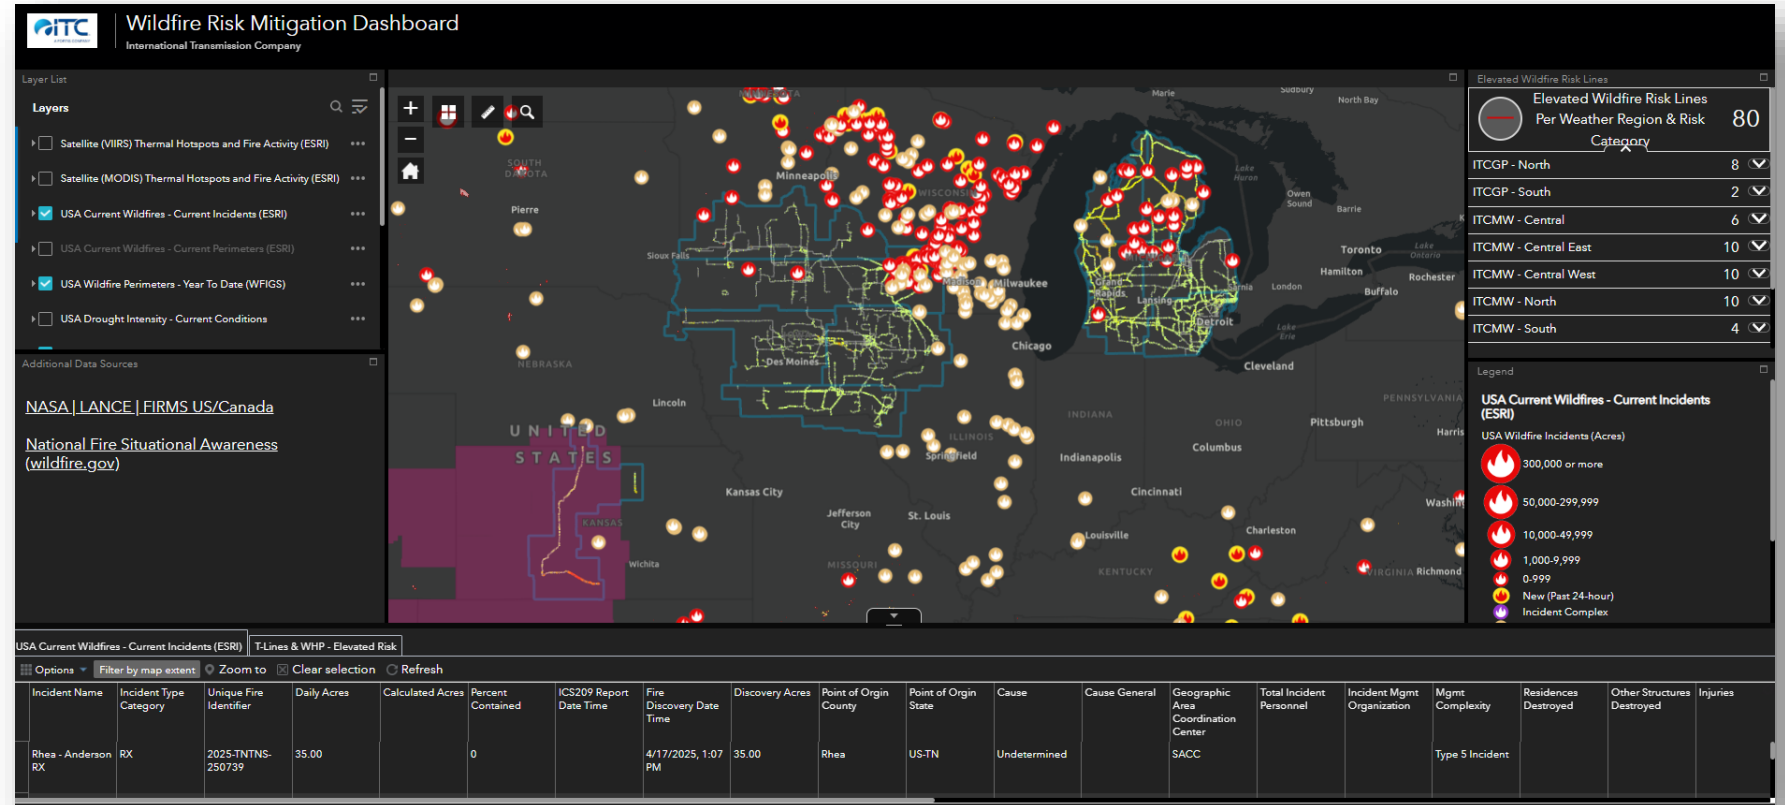 ITC
A FORTIS COMPANY
Wildfire Risk Mitigation Dashboard
International Transmission Company
Layer List
Layers
Satellite (VIIRS) Thermal Hotspots and Fire Activity (ESRI)
Satellite (MODIS) Thermal Hotspots and Fire Activity (ESRI)
USA Current Wildfires - Current Incidents (ESRI)
USA Current Wildfires - Current Perimeters (ESRI)
USA Wildfire Perimeters - Year To Date (WFIGS)
USA Drought Intensity - Current Conditions
Additional Data Sources
NASA | LANCE | FIRMS US/Canada
National Fire Situational Awareness
(wildfire.gov)
Marie
Sudbury
North Bay
SOUTH
DAKOTA
Minneapolis
WISCONSIN
Lake
Huron
Owen
Sound
Barrie
Pierre
Sioux Falls
Toronto
Lake
Ontario
Hamilton
Rochester
Buffalo
London
Madison
Milwaukee
Grand
Rapids
Lansing
Detroit
Lake
Erie
Chicago
Cleveland
Des Moines
NEBRASKA
Lincoln
PENNSYLVANIA
INDIANA
OHIO
Pittsburgh
Harris
UNITED
STATES
ILLINOIS
Springfield
Indianapolis
Columbus
Kansas City
Cincinnati
Washing
Jefferson
City
St. Louis
KANSAS
Louisville
Charleston
Wichita
MISSOURI
KENTUCKY
VIRGINIA
Richmond
Elevated Wildfire Risk Lines
Elevated Wildfire Risk Lines
Per Weather Region & Risk
Category
80
ITCGP - North 8
ITCGP - South 2
ITCMW - Central 6
ITCMW - Central East 10
ITCMW - Central West 10
ITCMW - North 10
ITCMW - South 4
Legend
USA Current Wildfires - Current Incidents
(ESRI)
USA Wildfire Incidents (Acres)
300,000 or more
50,000-299,999
10,000-49,999
1,000-9,999
0-999
New (Past 24-hour)
Incident Complex
USA Current Wildfires - Current Incidents (ESRI) T-Lines & WHP - Elevated Risk
Options Filter by map extent Zoom to Clear selection Refresh
Incident Name Incident Type Category Unique Fire Identifier Daily Acres Calculated Acres Percent Contained ICS209 Report Date Time Fire Discovery Date Time Discovery Acres Point of Orgin County Point of Orgin State Cause Cause General Geographic Area Coordination Center Total Incident Personnel Incident Mgmt Organization Mgmt Complexity Residences Destroyed Other Structures Destroyed Injuries
Rhea - Anderson RX RX 2025-TNTNS-250739 35.00 0 4/17/2025, 1:07 PM 35.00 Rhea US-TN Undetermined SACC Type 5 Incident